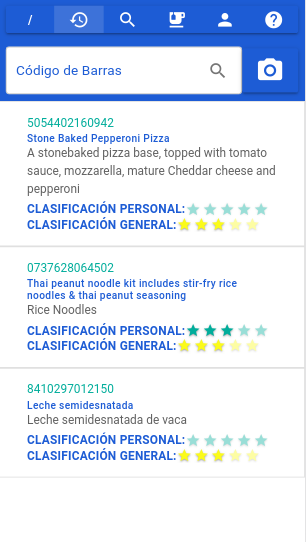 /
Código de Barras
5054402160942
Stone Baked Pepperoni Pizza
A stonebaked pizza base, topped with tomato
sauce, mozzarella, mature Cheddar cheese and
pepperoni
CLASIFICACIÓN PERSONAL:
CLASIFICACIÓN GENERAL:
0737628064502
Thai peanut noodle kit includes stir-fry rice
noodles & thai peanut seasoning
Rice Noodles
CLASIFICACIÓN PERSONAL:
CLASIFICACIÓN GENERAL:
8410297012150
Leche semidesnatada
Leche semidesnatada de vaca
CLASIFICACIÓN PERSONAL:
CLASIFICACIÓN GENERAL: